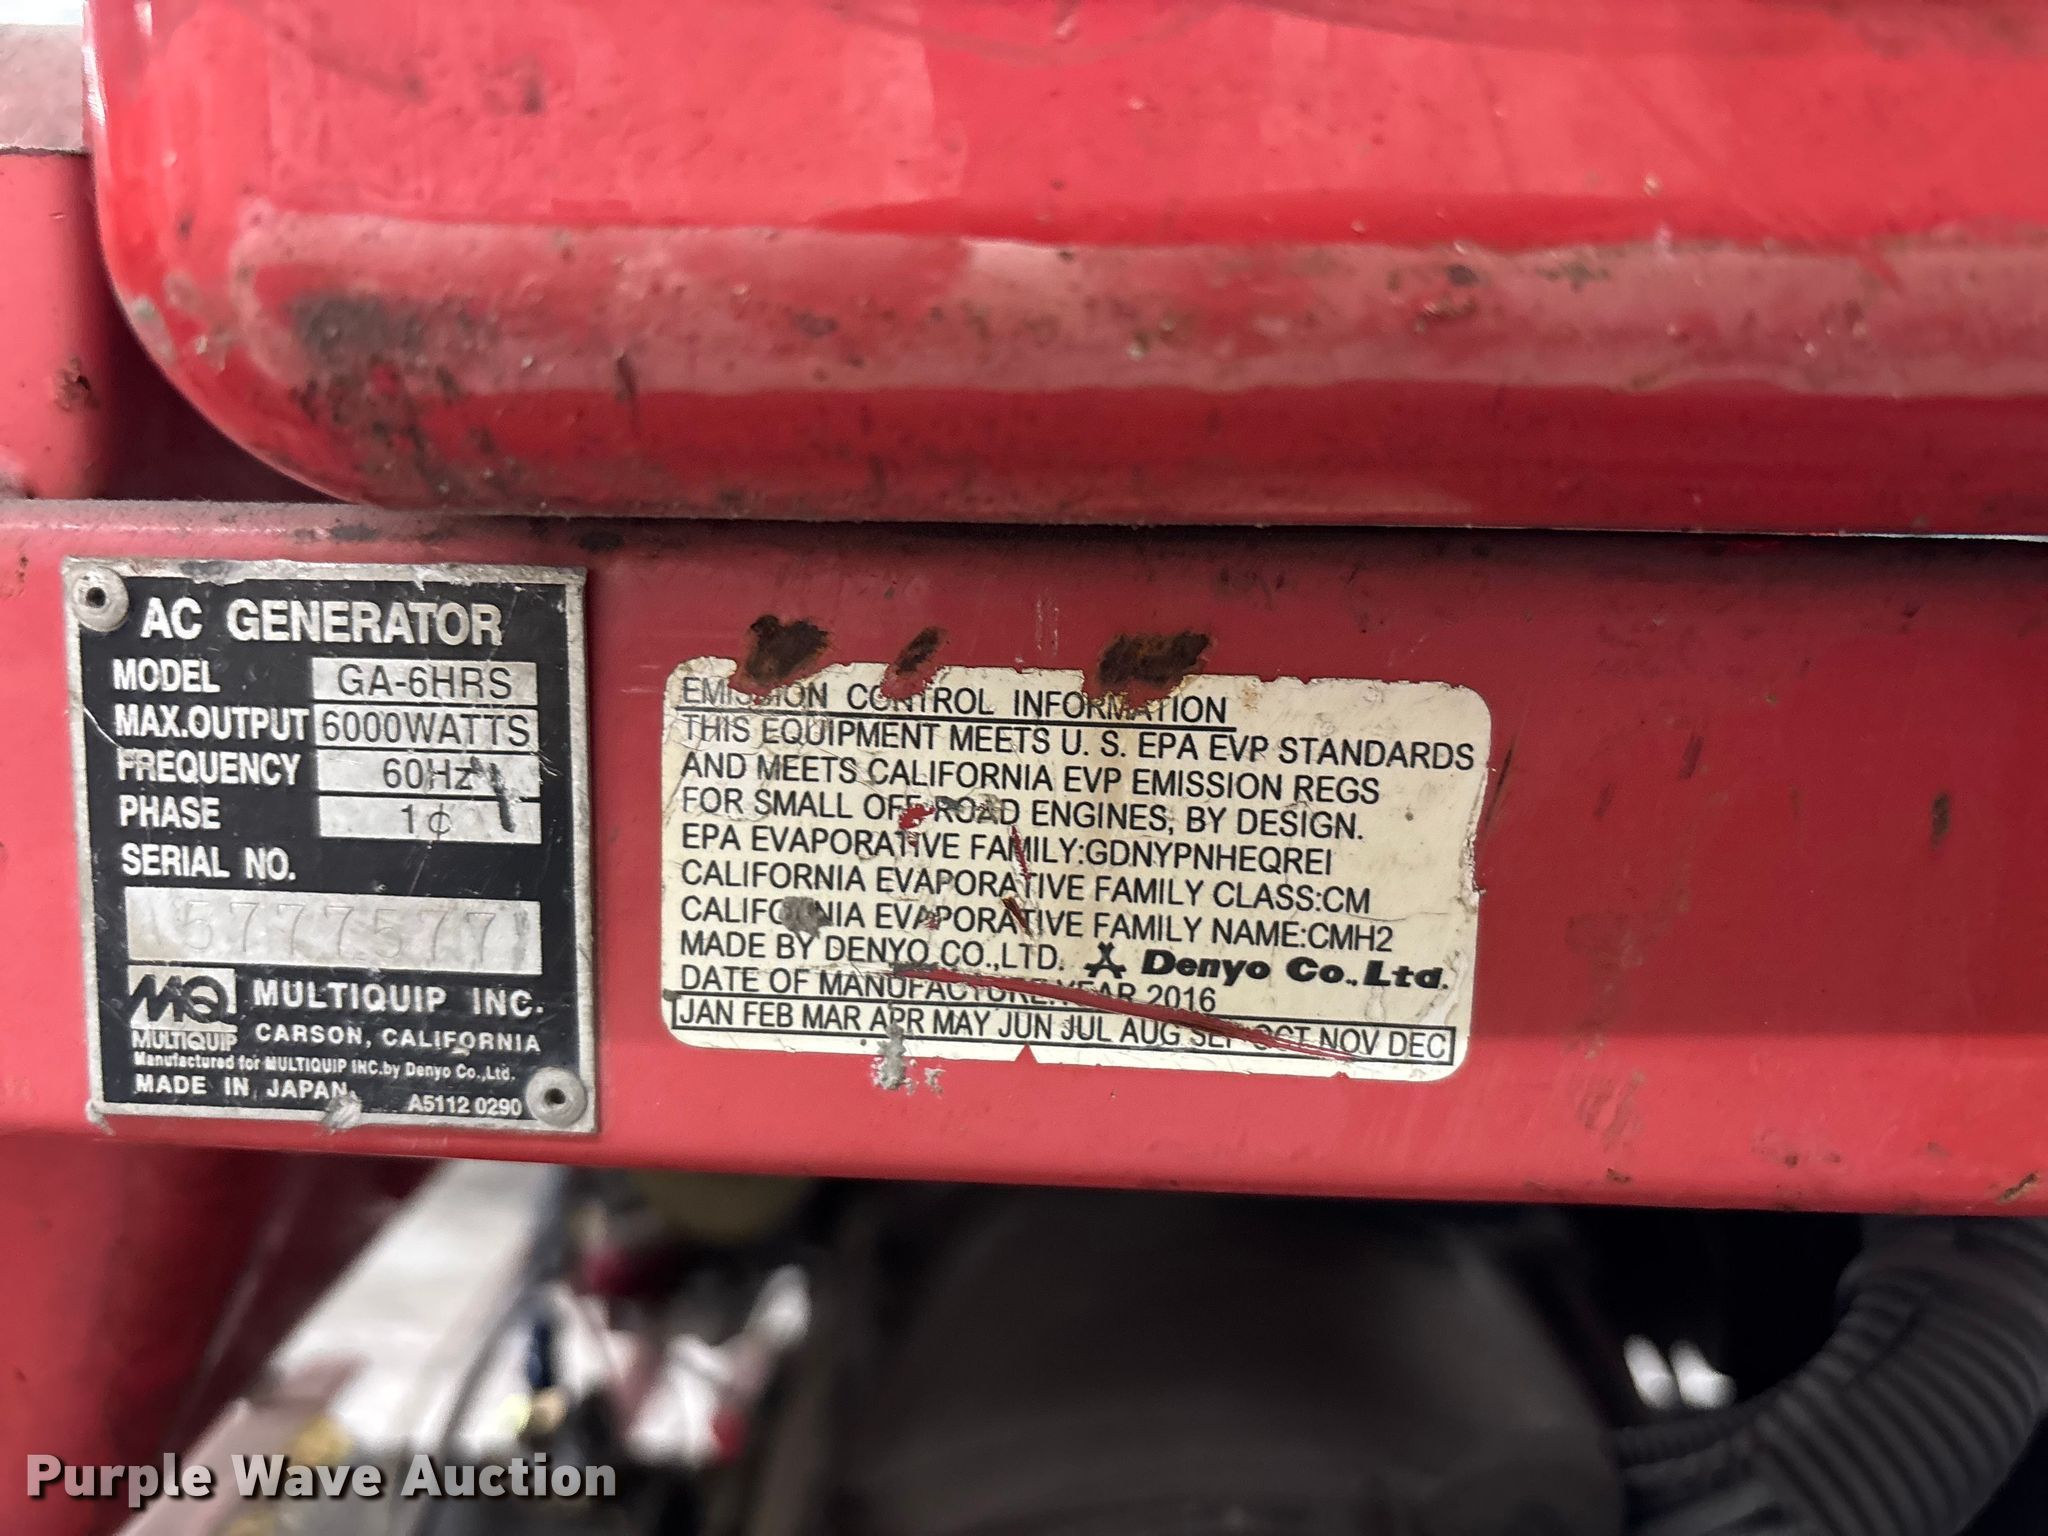 AC GENERATOR
MODEL GA-6HRS
MAX.OUTPUT 6000WATTS
FREQUENCY 60Hz
PHASE 1¢
SERIAL NO.
5777577
MQ
MULTIQUIP
MULTIQUIP INC.
CARSON, CALIFORNIA
Manufactured for MULTIQUIP INC.by Denyo Co.,Ltd.
MADE IN JAPAN. A5112 0290
EMISSION CONTROL INFORMATION
THIS EQUIPMENT MEETS U. S. EPA EVP STANDARDS
AND MEETS CALIFORNIA EVP EMISSION REGS
FOR SMALL OFF-ROAD ENGINES, BY DESIGN.
EPA EVAPORATIVE FAMILY:GDNYPNHEQREI
CALIFORNIA EVAPORATIVE FAMILY CLASS:CM
CALIFORNIA EVAPORATIVE FAMILY NAME:CMH2
MADE BY DENYO CO.,LTD. Denyo Co.,Ltd.
DATE OF MANUFACTURE:YEAR 2016
JAN FEB MAR APR MAY JUN JUL AUG SEP OCT NOV DEC
Purple Wave Auction